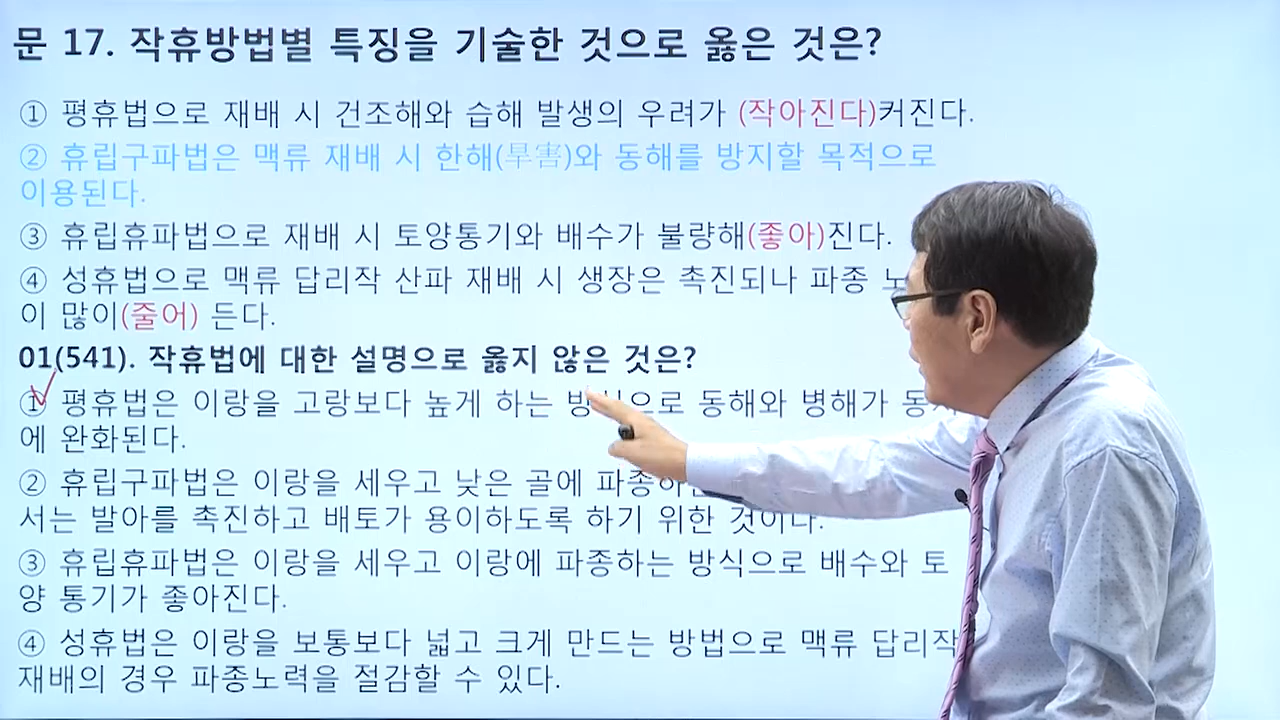 문 17. 작휴방법별 특징을 기술한 것으로 옳은 것은?
① 평휴법으로 재배 시 건조해와 습해 발생의 우려가 (작아진다)커진다.
② 휴립구파법은 맥류 재배 시 한해(旱害)와 동해를 방지할 목적으로
이용된다.
③ 휴립휴파법으로 재배 시 토양통기와 배수가 불량해(좋아)진다.
④ 성휴법으로 맥류 답리작 산파 재배 시 생장은 촉진되나 파종
이 많이(줄어) 든다.
01(541). 작휴법에 대한 설명으로 옳지 않은 것은?
① 평휴법은 이랑을 고랑보다 높게 하는 방식으로 동해와 병해가
에 완화된다.
② 휴립구파법은 이랑을 세우고 낮은 골에
서는 발아를 촉진하고 배토가 용이하도록 하기 위한 것이다.
③ 휴립휴파법은 이랑을 세우고 이랑에 파종하는 방식으로 배수와 토
양 통기가 좋아진다.
④ 성휴법은 이랑을 보통보다 넓고 크게 만드는 방법으로 맥류 답리작
재배의 경우 파종노력을 절감할 수 있다.